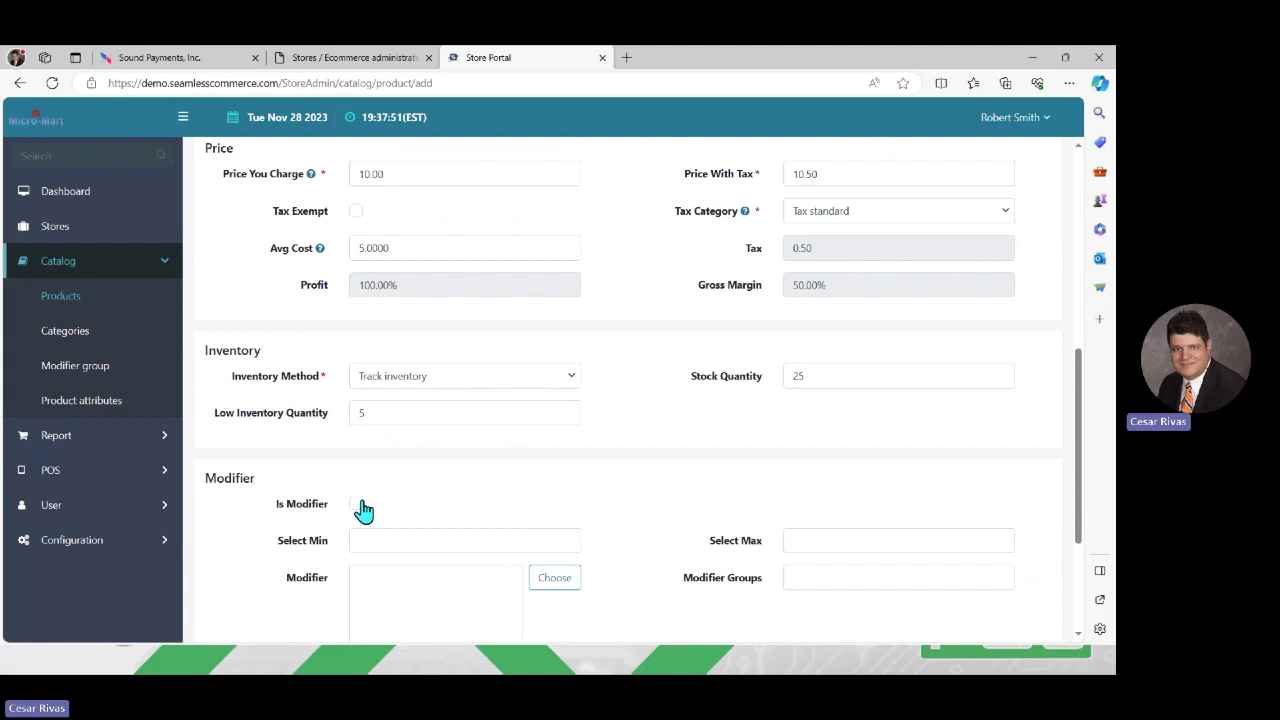 Sound Payments, Inc.
Stores / Ecommerce administrati
Store Portal
https://demo.seamlesscommerce.com/StoreAdmin/catalog/product/add
Micro-Mart
Tue Nov 28 2023
19:37:51(EST)
Robert Smith
Search
Dashboard
Stores
Catalog
Products
Categories
Modifier group
Product attributes
Report
POS
User
Configuration
Price
Price You Charge ? *
10.00
Price With Tax *
10.50
Tax Exempt
Tax Category ? *
Tax standard
Avg Cost ?
5.0000
Tax
0.50
Profit
100.00%
Gross Margin
50.00%
Inventory
Inventory Method *
Track inventory
Stock Quantity
25
Low Inventory Quantity
5
Modifier
Is Modifier
Select Min
Select Max
Modifier
Choose
Modifier Groups
Cesar Rivas
Cesar Rivas